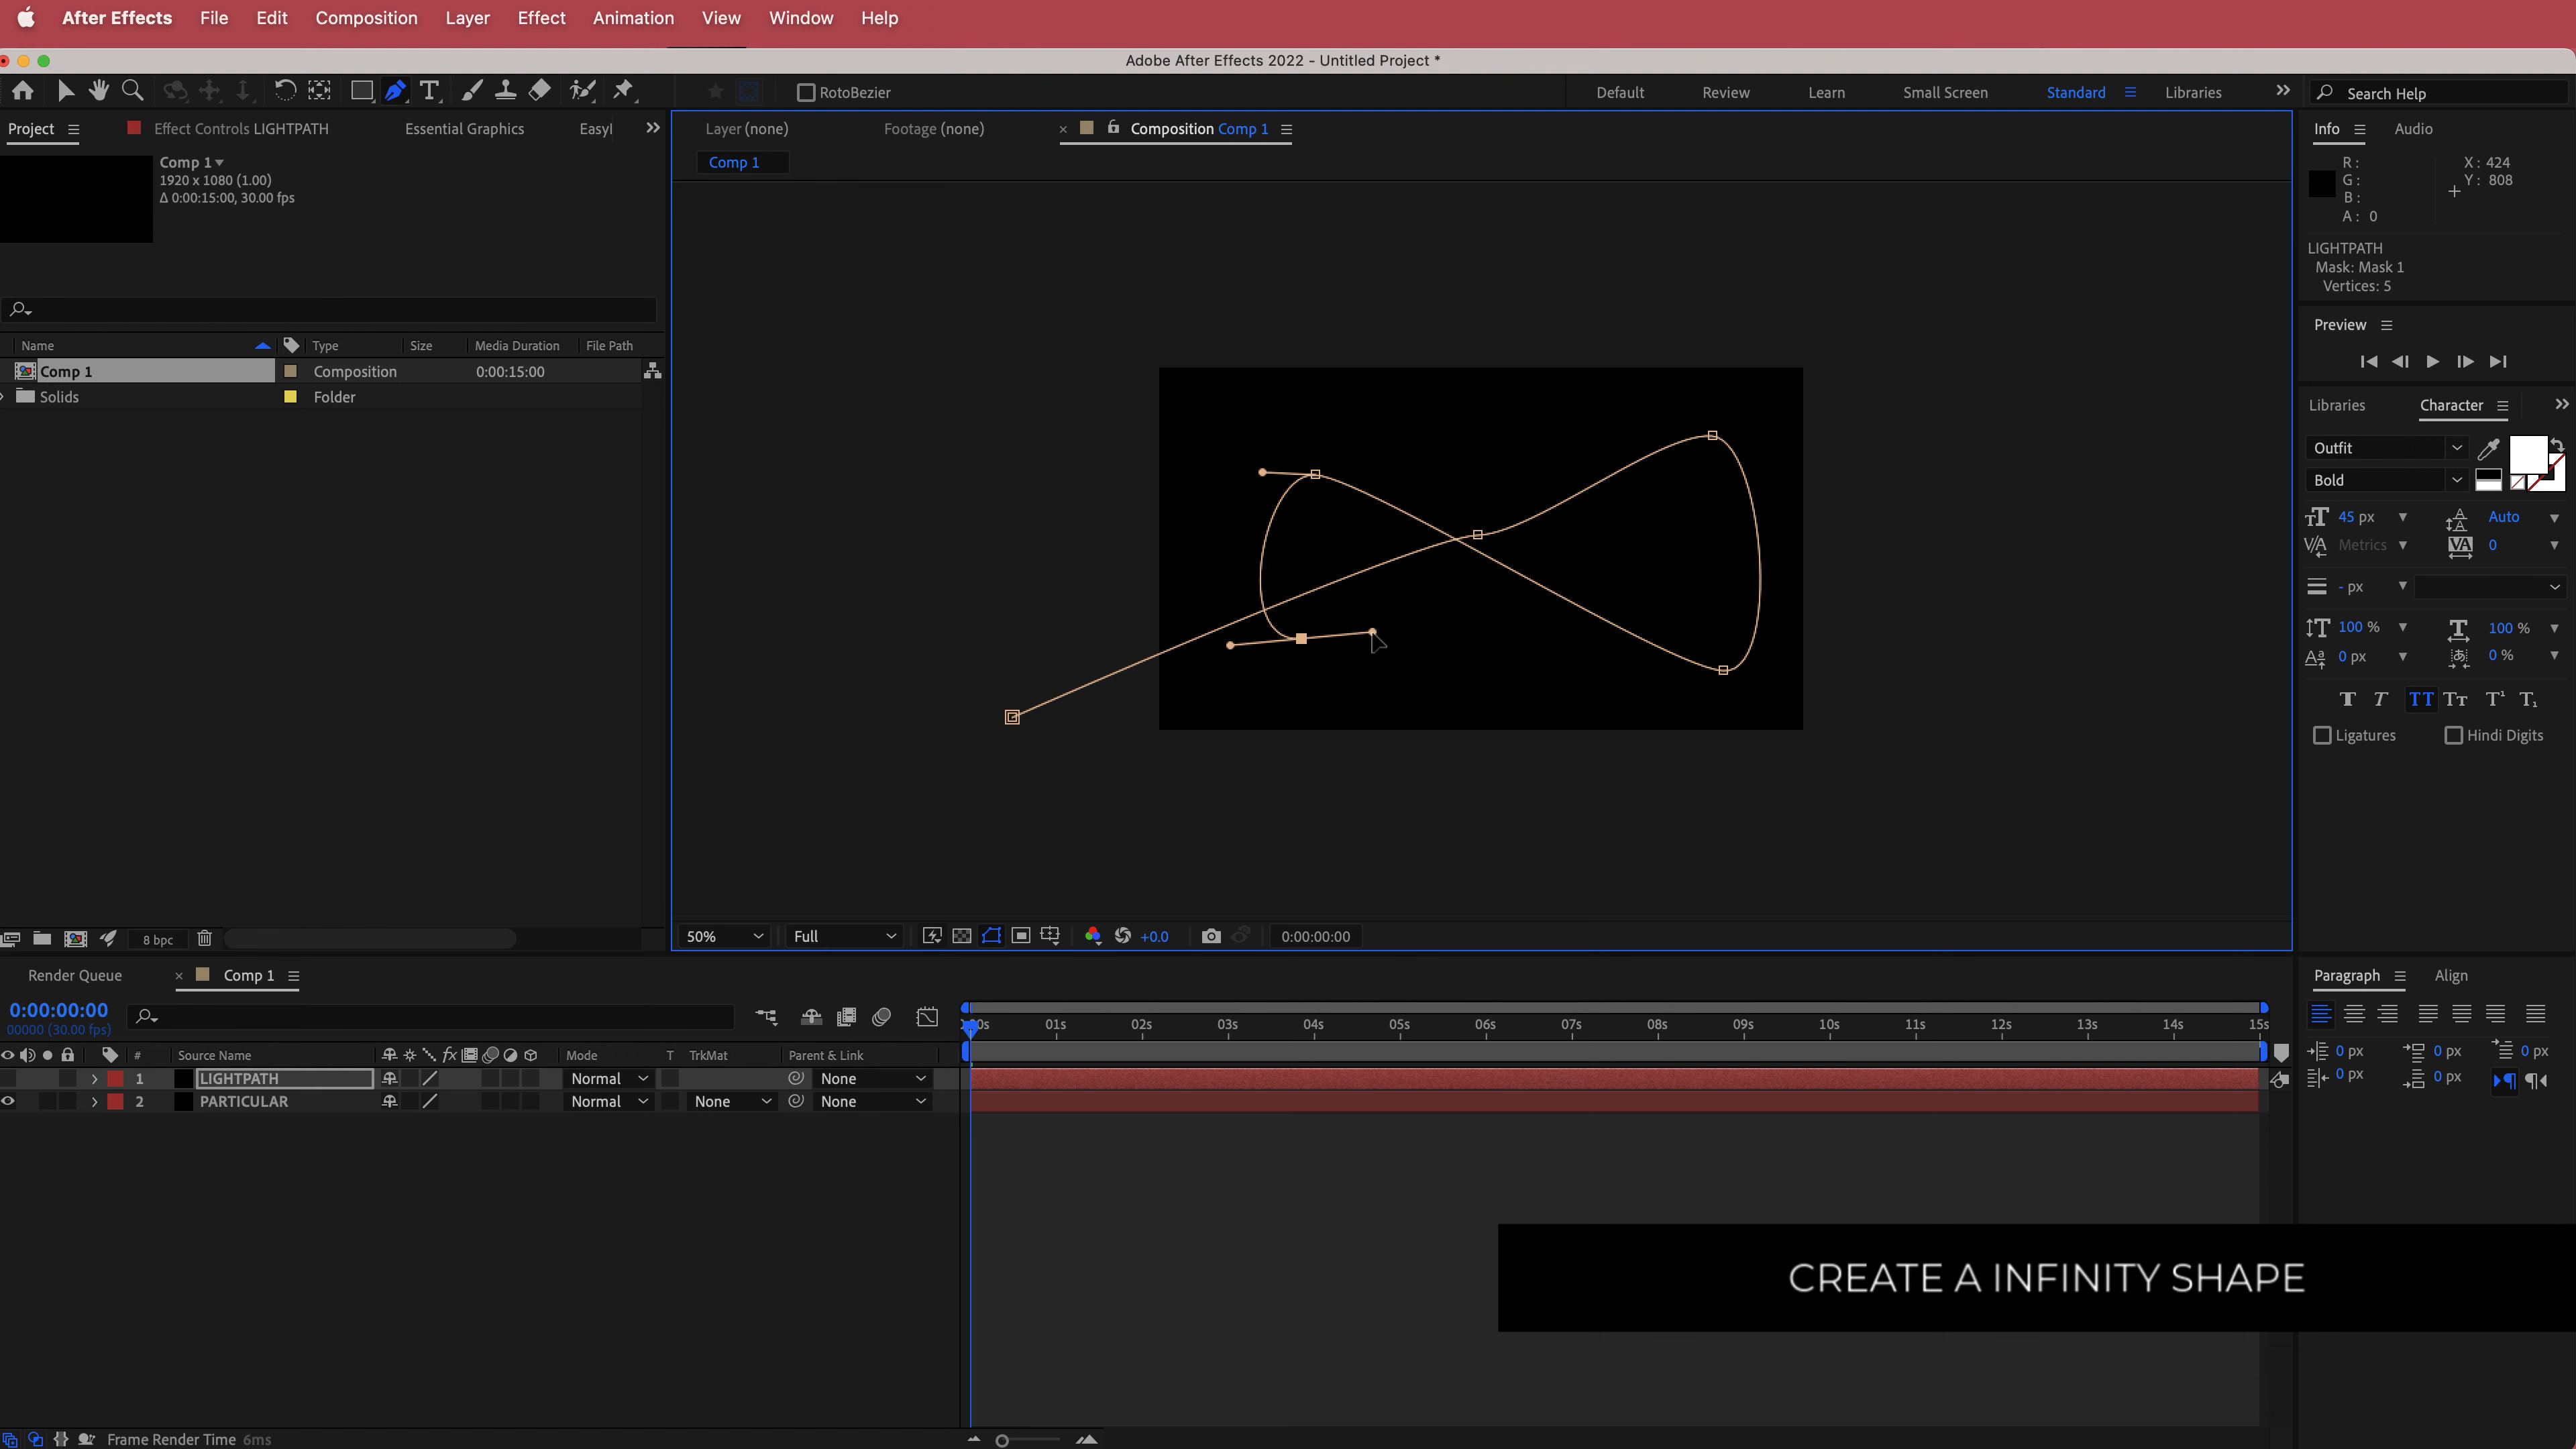 After Effects File Edit Composition Layer Effect Animation View Window Help
Adobe After Effects 2022 - Untitled Project *
RotoBezier
Default Review Learn Small Screen Standard Libraries
Search Help
Project Effect Controls LIGHTPATH Essential Graphics Easyl
Layer (none) Footage (none) Composition Comp 1
Info Audio
Comp 1
1920 x 1080 (1.00)
Δ 0:00:15:00, 30.00 fps
Comp 1
R :
G :
B :
A : 0
X : 424
Y : 808
LIGHTPATH
Mask: Mask 1
Vertices: 5
Preview
Name Type Size Media Duration File Path
Comp 1 Composition 0:00:15:00
Solids Folder
Libraries Character
Outfit
Bold
45 px Auto
Metrics 0
- px
100 % 100 %
0 px 0 %
Ligatures Hindi Digits
8 bpc
50% Full +0.0 0:00:00:00
Render Queue Comp 1
Paragraph Align
0:00:00:00
00000 (30.00 fps)
01s 02s 03s 04s 05s 06s 07s 08s 09s 10s 11s 12s 13s 14s 15s
# Source Name fx Mode T TrkMat Parent & Link
1 LIGHTPATH Normal None
2 PARTICULAR Normal None None
0 px 0 px 0 px
0 px 0 px
CREATE A INFINITY SHAPE
Frame Render Time 6ms